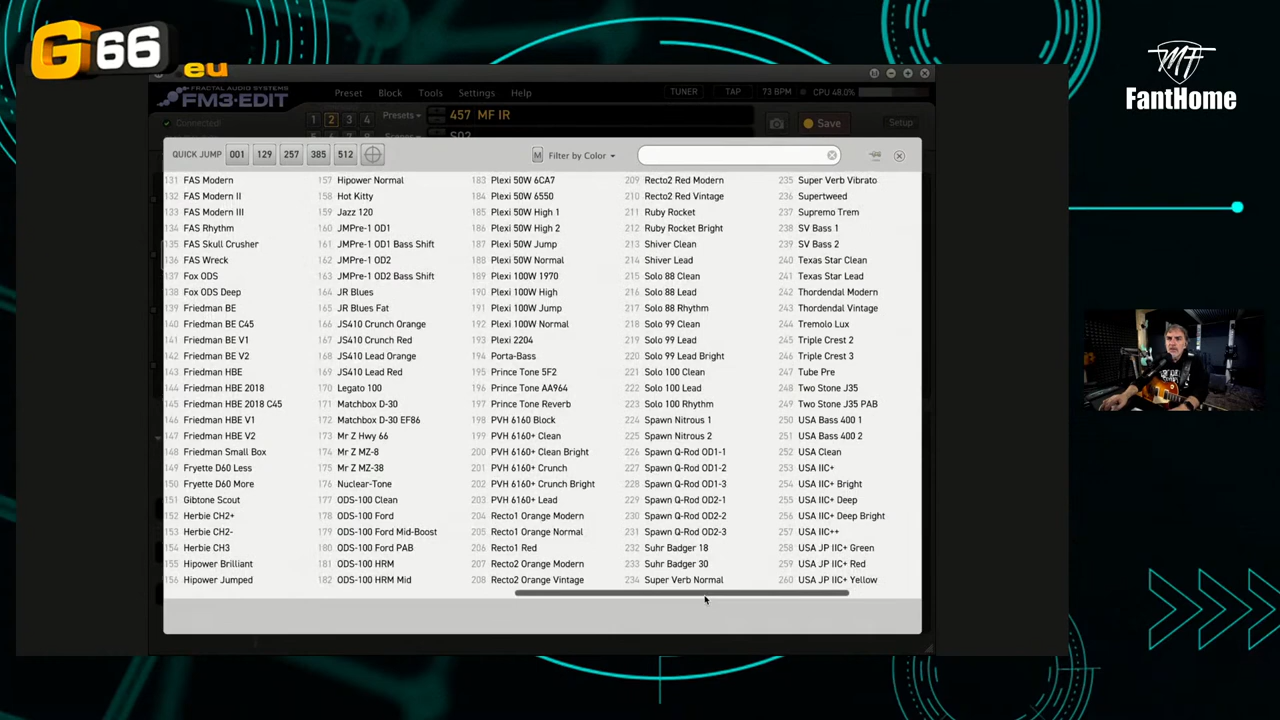 G66
eu
MF
FantHome
FRACTAL AUDIO SYSTEMS
FM3-EDIT
Preset Block Tools Settings Help
TUNER TAP 73 BPM CPU 48.0%
Connected!
1 2 3 4
Presets
457 MF IR
Save
Setup
QUICK JUMP 001 129 257 385 512
M Filter by Color
131 FAS Modern
132 FAS Modern II
133 FAS Modern III
134 FAS Rhythm
135 FAS Skull Crusher
136 FAS Wreck
137 Fox ODS
138 Fox ODS Deep
139 Friedman BE
140 Friedman BE C45
141 Friedman BE V1
142 Friedman BE V2
143 Friedman HBE
144 Friedman HBE 2018
145 Friedman HBE 2018 C45
146 Friedman HBE V1
147 Friedman HBE V2
148 Friedman Small Box
149 Fryette D60 Less
150 Fryette D60 More
151 Gibtone Scout
152 Herbie CH2+
153 Herbie CH2-
154 Herbie CH3
155 Hipower Brilliant
156 Hipower Jumped
157 Hipower Normal
158 Hot Kitty
159 Jazz 120
160 JMPre-1 OD1
161 JMPre-1 OD1 Bass Shift
162 JMPre-1 OD2
163 JMPre-1 OD2 Bass Shift
164 JR Blues
165 JR Blues Fat
166 JS410 Crunch Orange
167 JS410 Crunch Red
168 JS410 Lead Orange
169 JS410 Lead Red
170 Legato 100
171 Matchbox D-30
172 Matchbox D-30 EF86
173 Mr Z Hwy 66
174 Mr Z MZ-8
175 Mr Z MZ-38
176 Nuclear-Tone
177 ODS-100 Clean
178 ODS-100 Ford
179 ODS-100 Ford Mid-Boost
180 ODS-100 Ford PAB
181 ODS-100 HRM
182 ODS-100 HRM Mid
183 Plexi 50W 6CA7
184 Plexi 50W 6550
185 Plexi 50W High 1
186 Plexi 50W High 2
187 Plexi 50W Jump
188 Plexi 50W Normal
189 Plexi 100W 1970
190 Plexi 100W High
191 Plexi 100W Jump
192 Plexi 100W Normal
193 Plexi 2204
194 Porta-Bass
195 Prince Tone 5F2
196 Prince Tone AA964
197 Prince Tone Reverb
198 PVH 6160 Block
199 PVH 6160+ Clean
200 PVH 6160+ Clean Bright
201 PVH 6160+ Crunch
202 PVH 6160+ Crunch Bright
203 PVH 6160+ Lead
204 Recto1 Orange Modern
205 Recto1 Orange Normal
206 Recto1 Red
207 Recto2 Orange Modern
208 Recto2 Orange Vintage
209 Recto2 Red Modern
210 Recto2 Red Vintage
211 Ruby Rocket
212 Ruby Rocket Bright
213 Shiver Clean
214 Shiver Lead
215 Solo 88 Clean
216 Solo 88 Lead
217 Solo 88 Rhythm
218 Solo 99 Clean
219 Solo 99 Lead
220 Solo 99 Lead Bright
221 Solo 100 Clean
222 Solo 100 Lead
223 Solo 100 Rhythm
224 Spawn Nitrous 1
225 Spawn Nitrous 2
226 Spawn Q-Rod OD1-1
227 Spawn Q-Rod OD1-2
228 Spawn Q-Rod OD1-3
229 Spawn Q-Rod OD2-1
230 Spawn Q-Rod OD2-2
231 Spawn Q-Rod OD2-3
232 Suhr Badger 18
233 Suhr Badger 30
234 Super Verb Normal
235 Super Verb Vibrato
236 Supertweed
237 Supremo Trem
238 SV Bass 1
239 SV Bass 2
240 Texas Star Clean
241 Texas Star Lead
242 Thordendal Modern
243 Thordendal Vintage
244 Tremolo Lux
245 Triple Crest 2
246 Triple Crest 3
247 Tube Pre
248 Two Stone J35
249 Two Stone J35 PAB
250 USA Bass 400 1
251 USA Bass 400 2
252 USA Clean
253 USA IIC+
254 USA IIC+ Bright
255 USA IIC+ Deep
256 USA IIC+ Deep Bright
257 USA IIC++
258 USA JP IIC+ Green
259 USA JP IIC+ Red
260 USA JP IIC+ Yellow